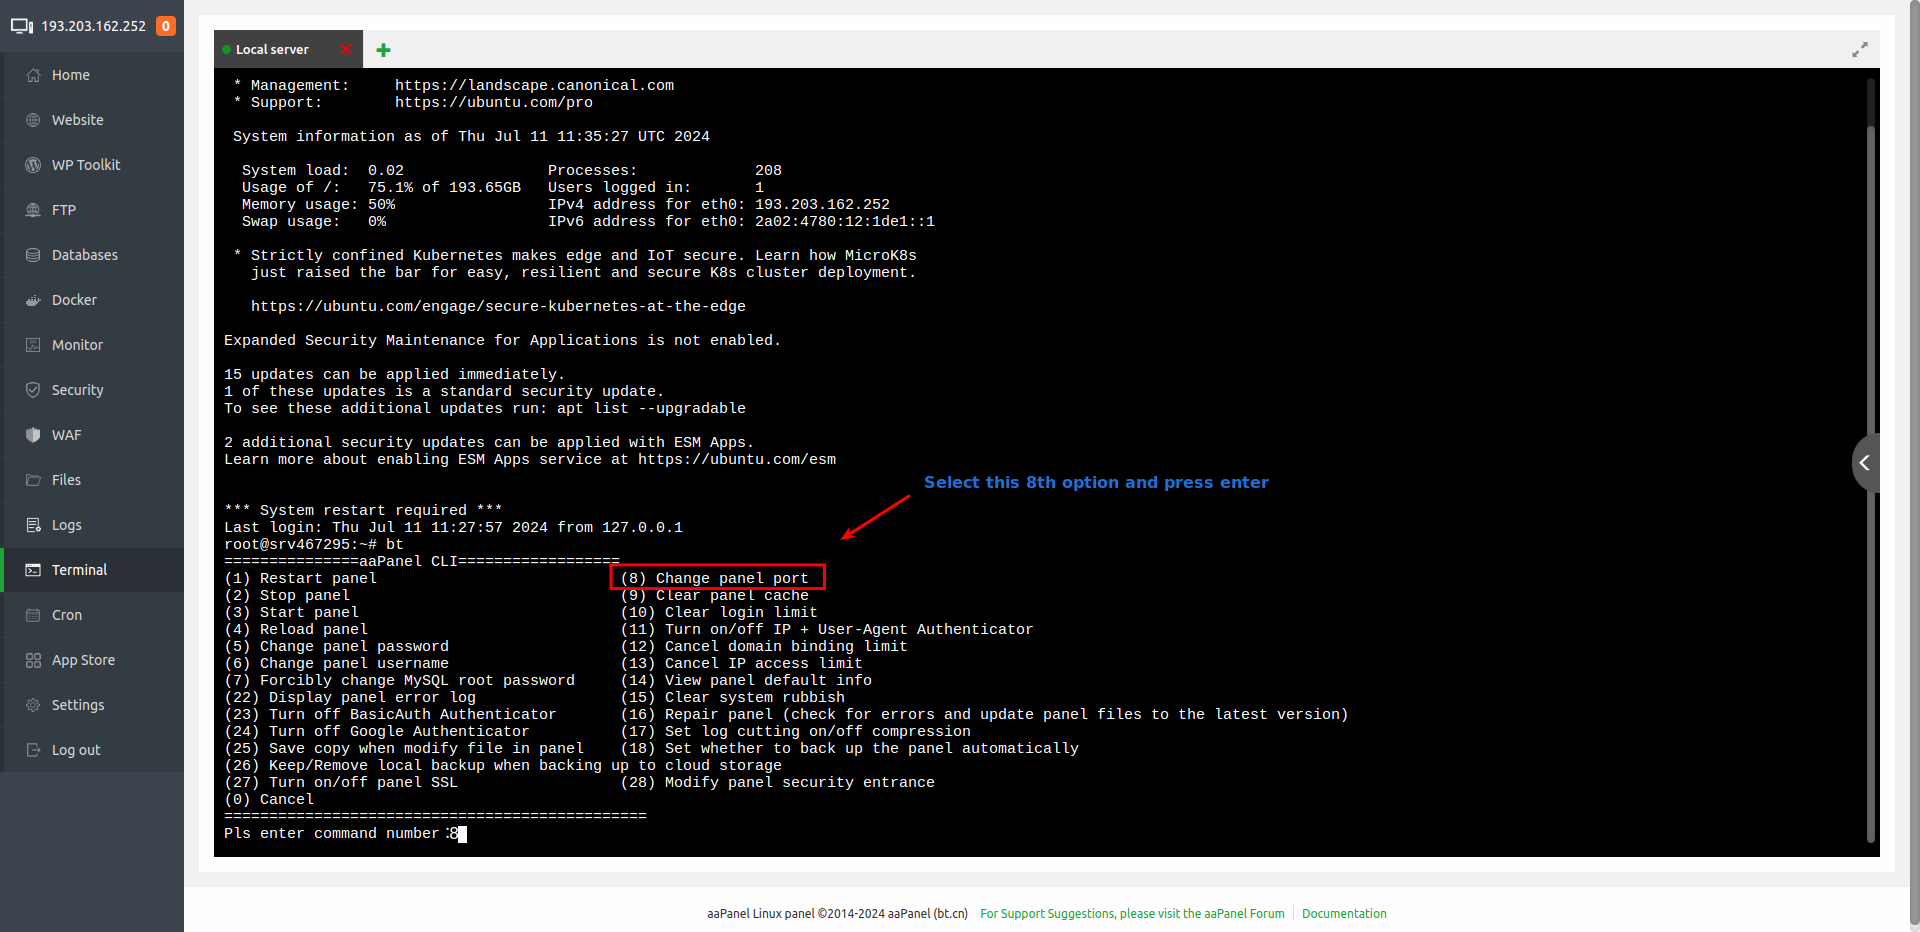 193.203.162.252 0
Home
Website
WP Toolkit
FTP
Databases
Docker
Monitor
Security
WAF
Files
Logs
Terminal
Cron
App Store
Settings
Log out
Local server
* Management:     https://landscape.canonical.com
* Support:        https://ubuntu.com/pro
System information as of Thu Jul 11 11:35:27 UTC 2024
System load:  0.02                Processes:             208
Usage of /:   75.1% of 193.65GB   Users logged in:       1
Memory usage: 50%                 IPv4 address for eth0: 193.203.162.252
Swap usage:   0%                  IPv6 address for eth0: 2a02:4780:12:1de1::1
* Strictly confined Kubernetes makes edge and IoT secure. Learn how MicroK8s
just raised the bar for easy, resilient and secure K8s cluster deployment.
https://ubuntu.com/engage/secure-kubernetes-at-the-edge
Expanded Security Maintenance for Applications is not enabled.
15 updates can be applied immediately.
1 of these updates is a standard security update.
To see these additional updates run: apt list --upgradable
2 additional security updates can be applied with ESM Apps.
Learn more about enabling ESM Apps service at https://ubuntu.com/esm
Select this 8th option and press enter
*** System restart required ***
Last login: Thu Jul 11 11:27:57 2024 from 127.0.0.1
root@srv467295:~# bt
===============aaPanel CLI==================
(1) Restart panel                           (8) Change panel port
(2) Stop panel                              (9) Clear panel cache
(3) Start panel                             (10) Clear login limit
(4) Reload panel                            (11) Turn on/off IP + User-Agent Authenticator
(5) Change panel password                   (12) Cancel domain binding limit
(6) Change panel username                   (13) Cancel IP access limit
(7) Forcibly change MySQL root password     (14) View panel default info
(22) Display panel error log                (15) Clear system rubbish
(23) Turn off BasicAuth Authenticator       (16) Repair panel (check for errors and update panel files to the latest version)
(24) Turn off Google Authenticator          (17) Set log cutting on/off compression
(25) Save copy when modify file in panel    (18) Set whether to back up the panel automatically
(26) Keep/Remove local backup when backing up to cloud storage
(27) Turn on/off panel SSL                  (28) Modify panel security entrance
(0) Cancel
===============================================
Pls enter command number：8
aaPanel Linux panel ©2014-2024 aaPanel (bt.cn) For Support Suggestions, please visit the aaPanel Forum Documentation